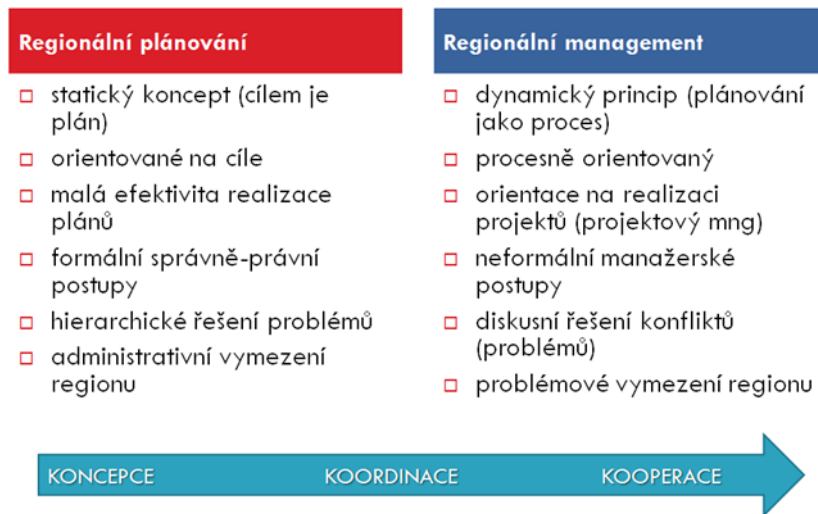 Regionální plánování
statický koncept (cílem je
plán)
orientované na cíle
malá efektivita realizace
plánů
formální správně-právní
postupy
hierarchické řešení problémů
administrativní vymezení
regionu
Regionální management
dynamický princip (plánování
jako proces)
procesně orientovaný
orientace na realizaci
projektů (projektový mng)
neformální manažerské
postupy
diskusní řešení konfliktů
(problémů)
problémové vymezení regionu
KONCEPCE KOORDINACE KOOPERACE